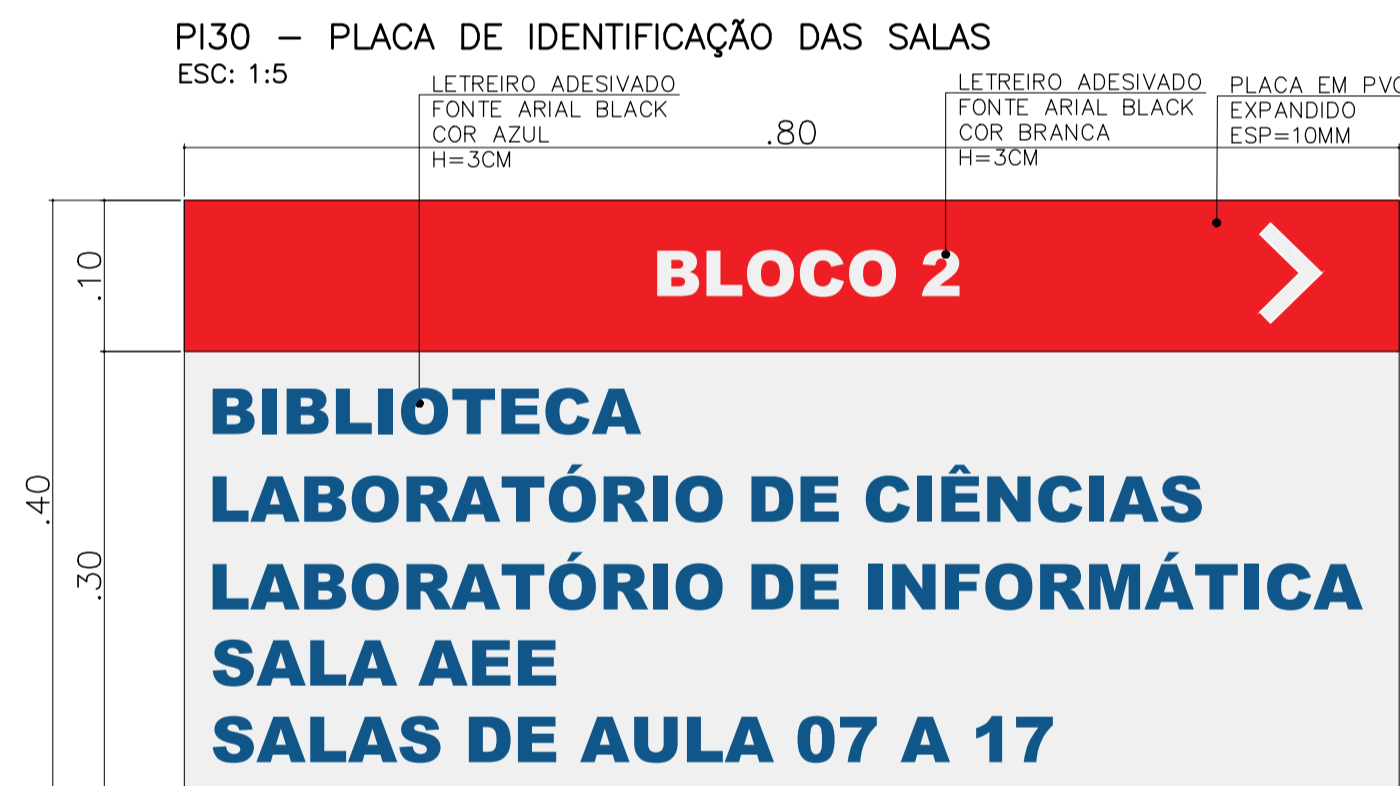 PI30 – PLACA DE IDENTIFICAÇÃO DAS SALAS
ESC: 1:5
LETREIRO ADESIVADO
FONTE ARIAL BLACK
COR AZUL
H=3CM
.80
LETREIRO ADESIVADO
FONTE ARIAL BLACK
COR BRANCA
H=3CM
PLACA EM PVC
EXPANDIDO
ESP=10MM
.10
BLOCO 2
.40
.30
BIBLIOTECA
LABORATÓRIO DE CIÊNCIAS
LABORATÓRIO DE INFORMÁTICA
SALA AEE
SALAS DE AULA 07 A 17